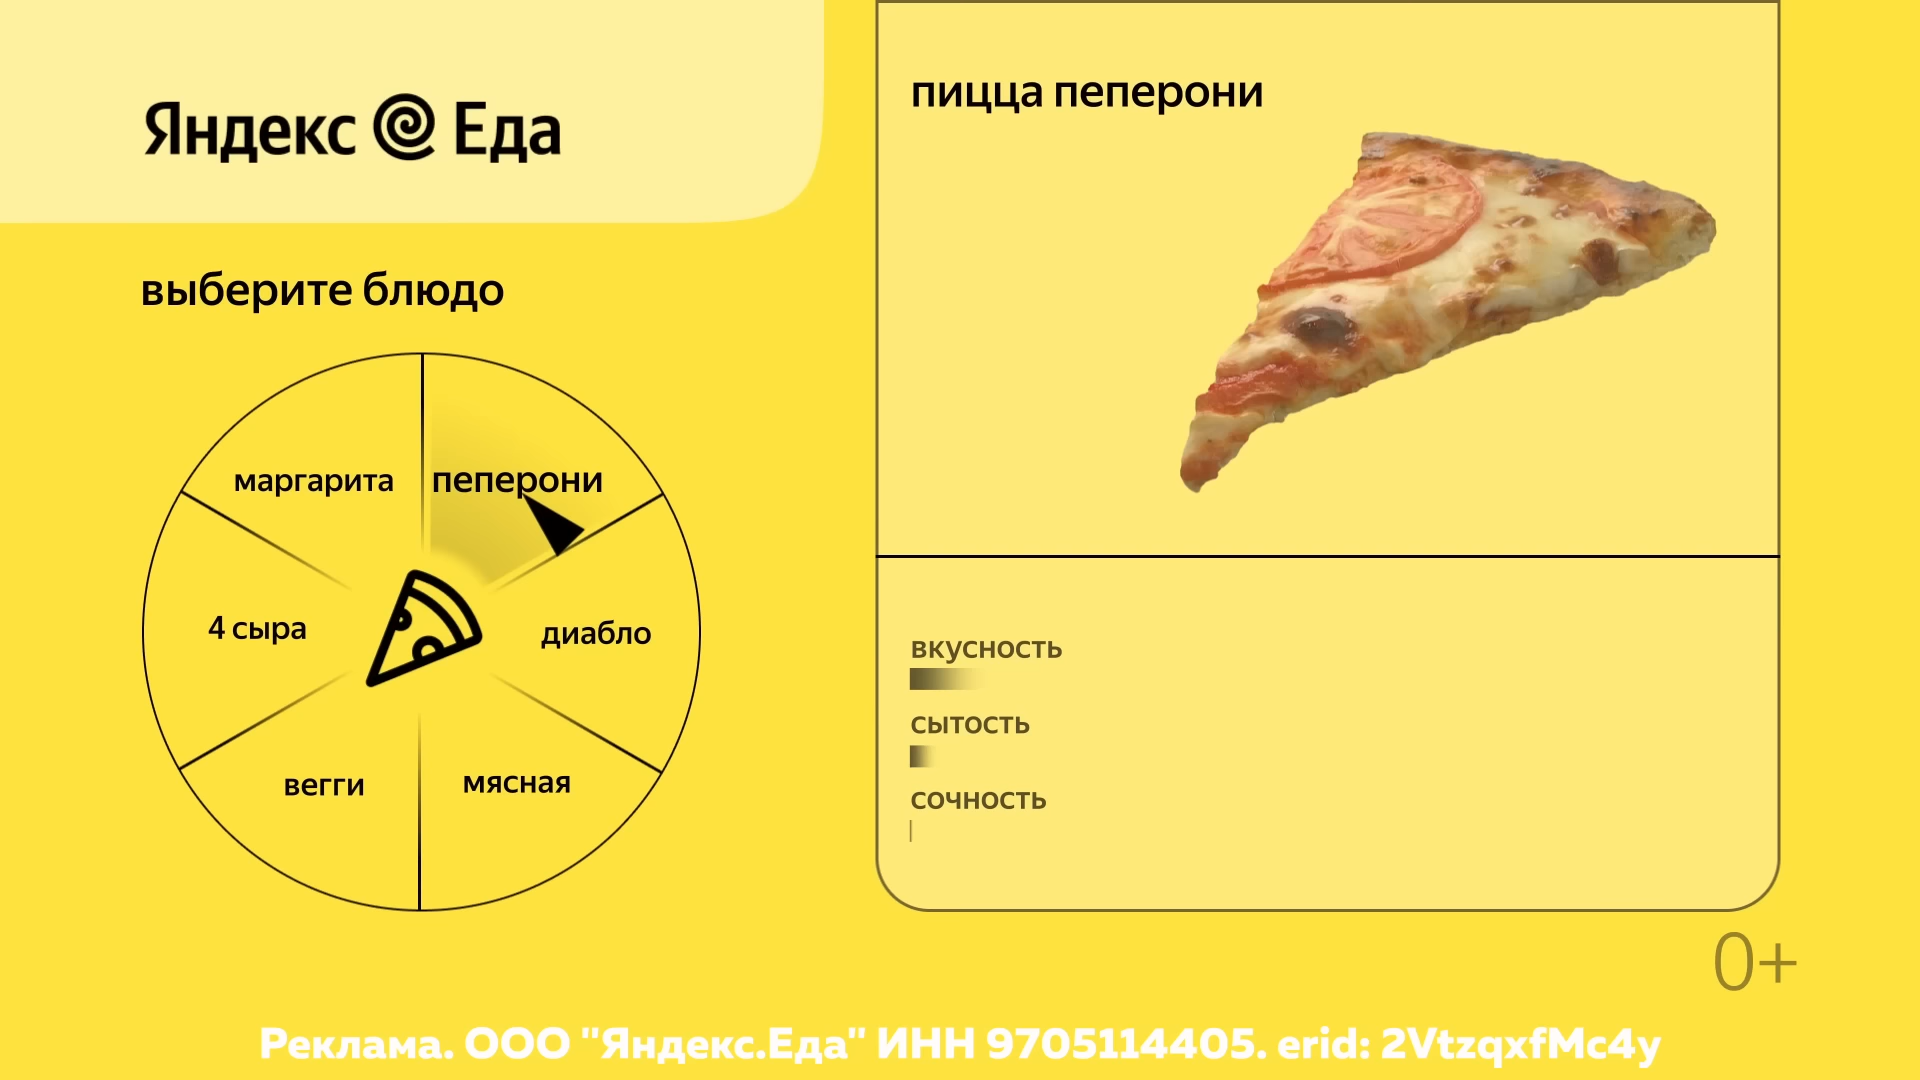 Яндекс Еда
выберите блюдо
маргарита
пеперони
4 сыра
диабло
вегги
мясная
пицца пеперони
вкусность
сытость
сочность
0+
Реклама. ООО "Яндекс.Еда" ИНН 9705114405. erid: 2VtzqxfMc4y